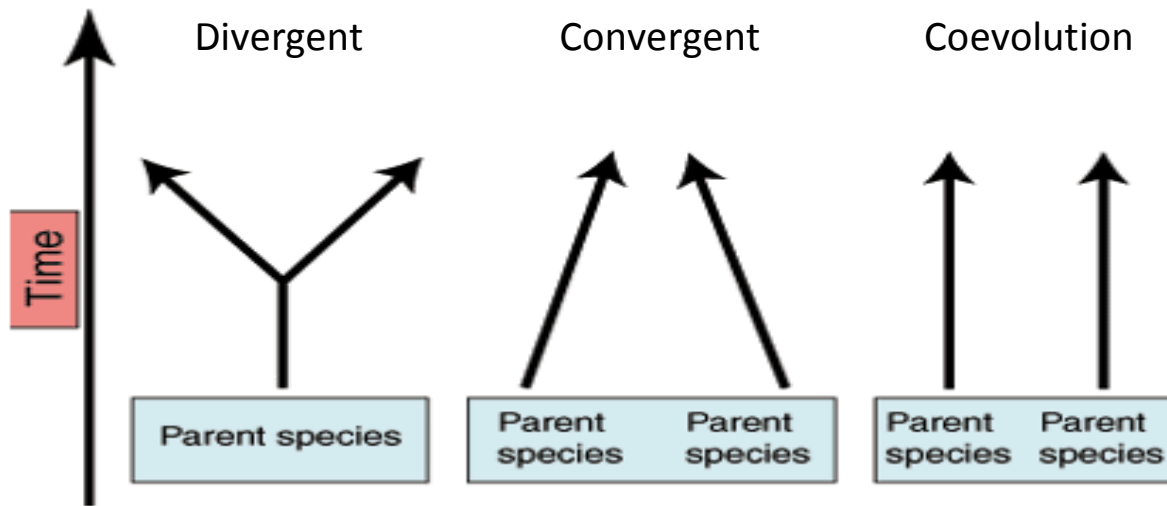 Divergent
Convergent
Coevolution
Time
Parent species
Parent
species
Parent
species
Parent
species
Parent
species